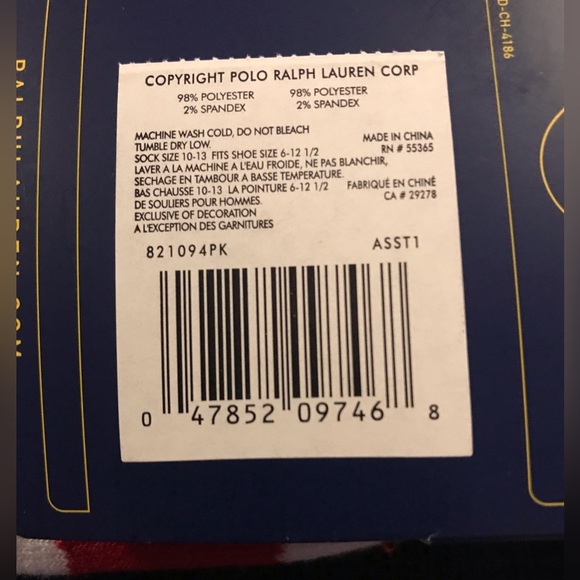 COPYRIGHT POLO RALPH LAUREN CORP
98% POLYESTER 98% POLYESTER
2% SPANDEX 2% SPANDEX
MACHINE WASH COLD, DO NOT BLEACH
TUMBLE DRY LOW. MADE IN CHINA
SOCK SIZE 10-13 FITS SHOE SIZE 6-12 1/2 RN # 55365
LAVER A LA MACHINE A L'EAU FROIDE, NE PAS BLANCHIR,
SECHAGE EN TAMBOUR A BASSE TEMPERATURE.
BAS CHAUSSE 10-13 LA POINTURE 6-12 1/2 FABRIQUÉ EN CHINÉ
DE SOULIERS POUR HOMMES. CA # 29278
EXCLUSIVE OF DECORATION
A L'EXCEPTION DES GARNITURES
821094PK ASST1
0 47852 09746 8
D-CH-4186